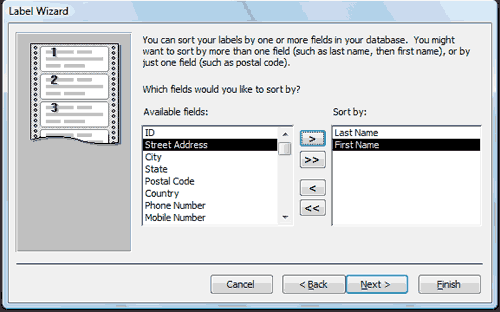 Label Wizard
You can sort your labels by one or more fields in your database. You might
want to sort by more than one field (such as last name, then first name), or by
just one field (such as postal code).
Which fields would you like to sort by?
Available fields:
Sort by:
ID
Street Address
City
State
Postal Code
Country
Phone Number
Mobile Number
>
>>
<
<<
Last Name
First Name
1
2
3
Cancel
< Back
Next >
Finish